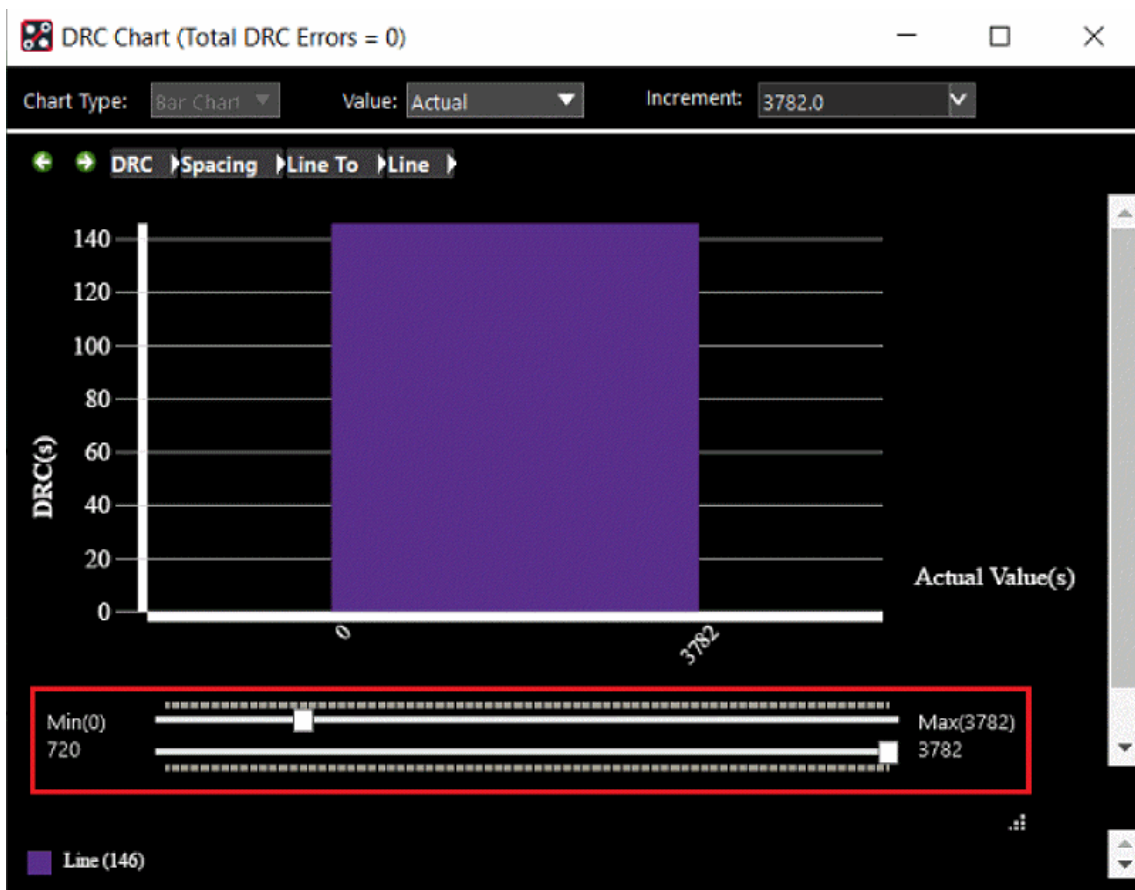 DRC Chart (Total DRC Errors = 0)
Chart Type: Bar Chart Value: Actual Increment: 3782.0
DRC Spacing Line To Line
140
120
100
80
60
40
20
0
DRC(s)
0 3782
Actual Value(s)
Min(0) Max(3782)
720 3782
Line (146)